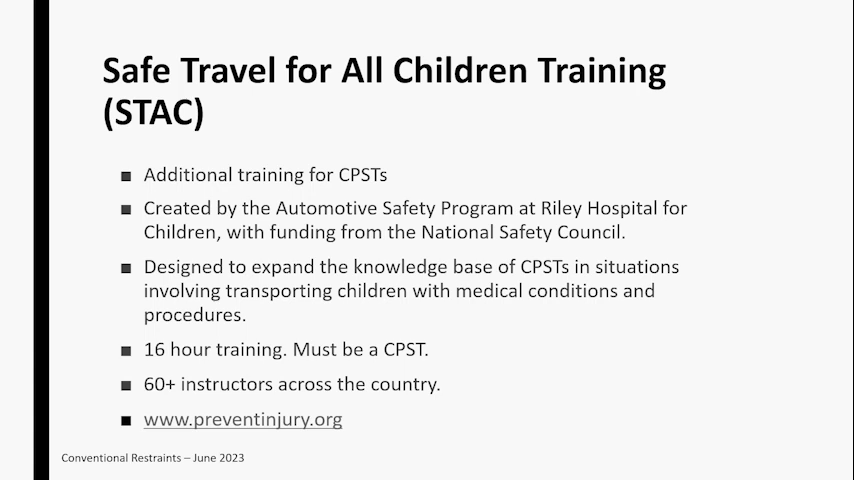 Safe Travel for All Children Training
(STAC)
Additional training for CPSTs
Created by the Automotive Safety Program at Riley Hospital for
Children, with funding from the National Safety Council.
Designed to expand the knowledge base of CPSTs in situations
involving transporting children with medical conditions and
procedures.
16 hour training. Must be a CPST.
60+ instructors across the country.
www.preventinjury.org
Conventional Restraints – June 2023